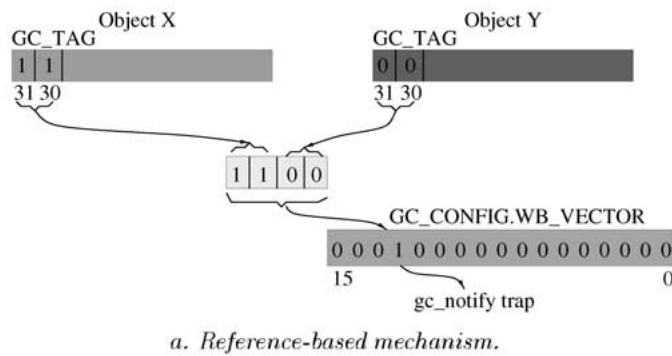 Object X Object Y
GC_TAG GC_TAG
1 1 0 0
31 30 31 30
1 1 0 0
GC_CONFIG.WB_VECTOR
0 0 0 1 0 0 0 0 0 0 0 0 0 0 0 0
15 0
gc_notify trap
a. Reference-based mechanism.